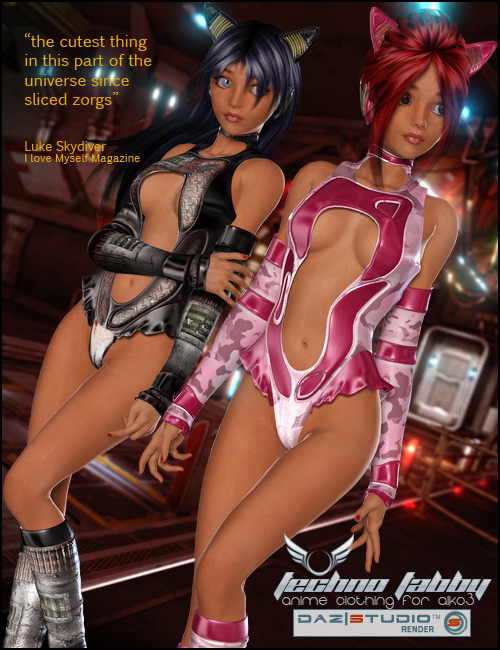 “the cutest thing
in this part of the
universe since
sliced zorgs”
Luke Skydiver
I love Myself Magazine
techno tabby
anime clothing for aiko3
DAZ|STUDIO™
RENDER